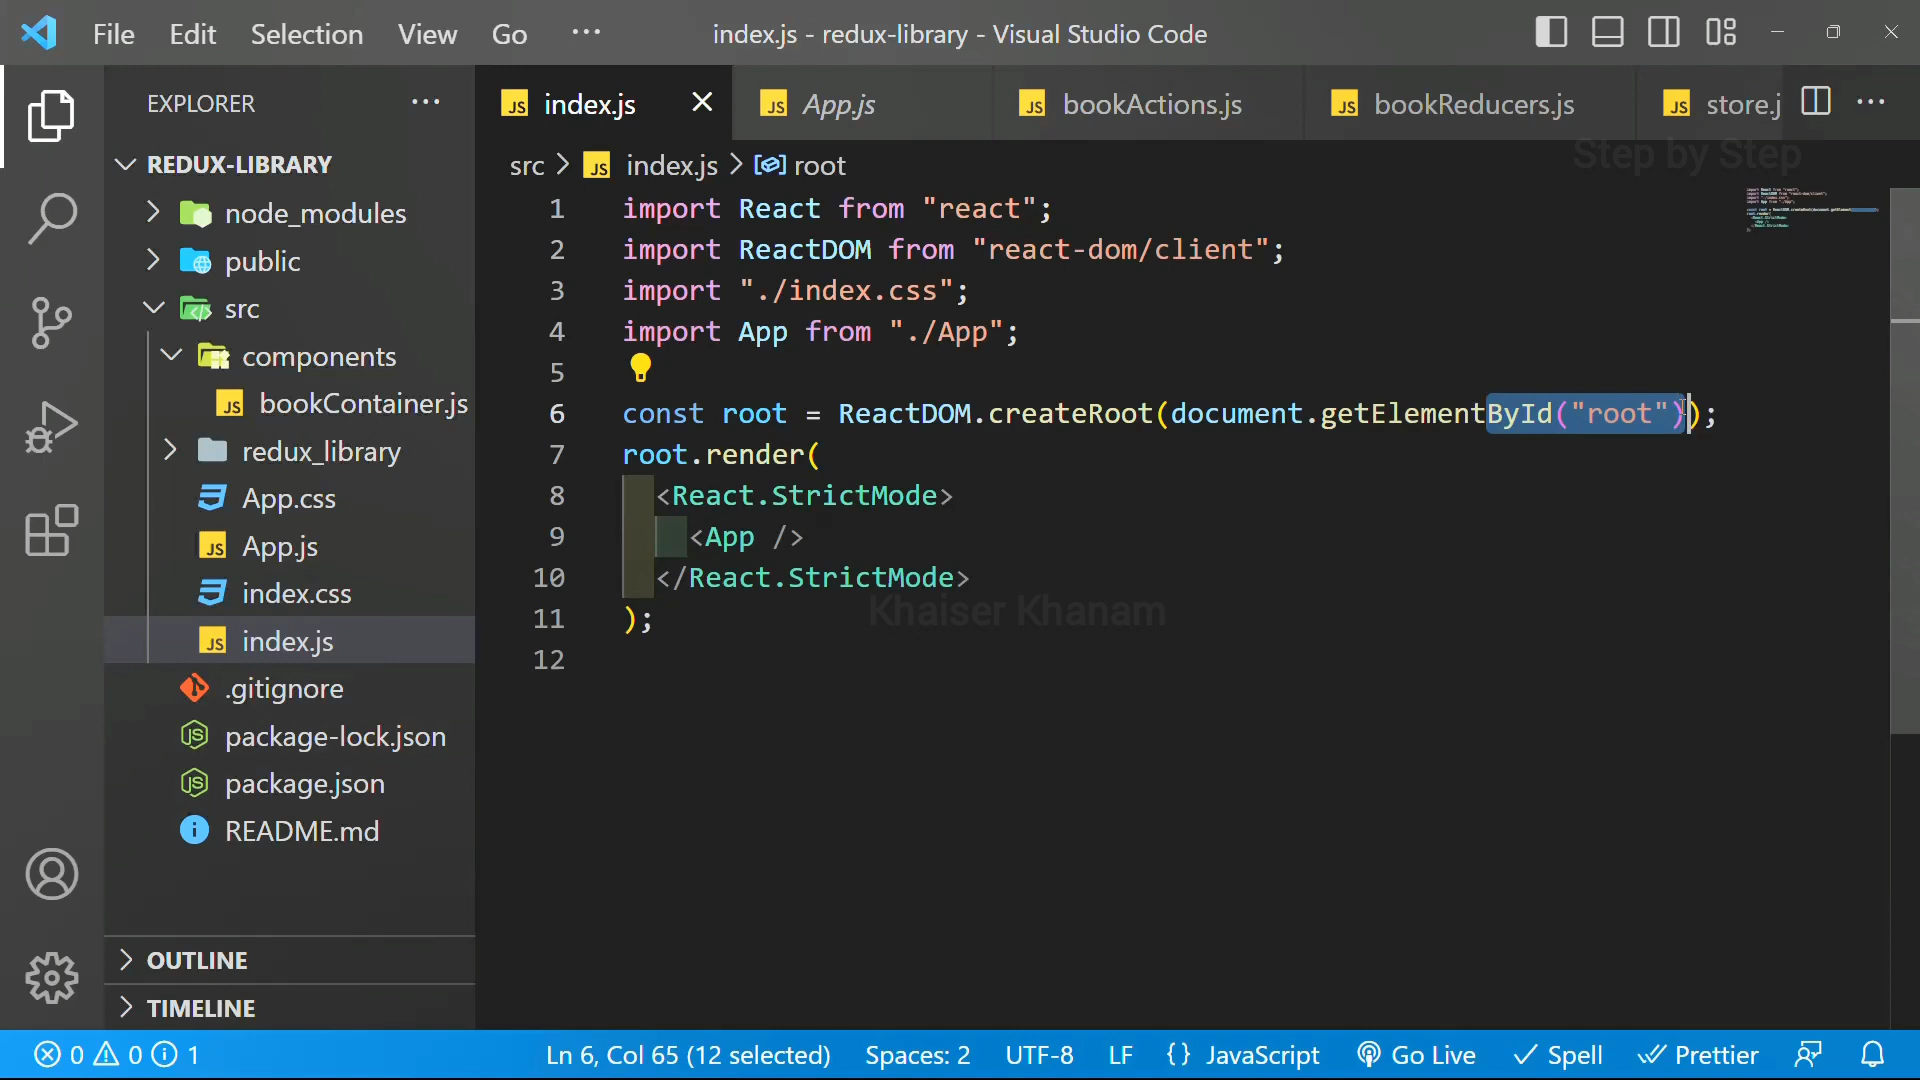 File Edit Selection View Go ··· index.js - redux-library - Visual Studio Code
EXPLORER ···
index.js App.js bookActions.js bookReducers.js store.j ···
Step by Step
REDUX-LIBRARY
node_modules
public
src
components
bookContainer.js
redux_library
App.css
App.js
index.css
index.js
.gitignore
package-lock.json
package.json
README.md
OUTLINE
TIMELINE
src > index.js > root
1 import React from "react";
2 import ReactDOM from "react-dom/client";
3 import "./index.css";
4 import App from "./App";
5
6 const root = ReactDOM.createRoot(document.getElementById("root"));
7 root.render(
8 <React.StrictMode>
9 <App />
10 </React.StrictMode>
11 );
12
Khaiser Khanam
0 0 1 Ln 6, Col 65 (12 selected) Spaces: 2 UTF-8 LF {} JavaScript Go Live Spell Prettier